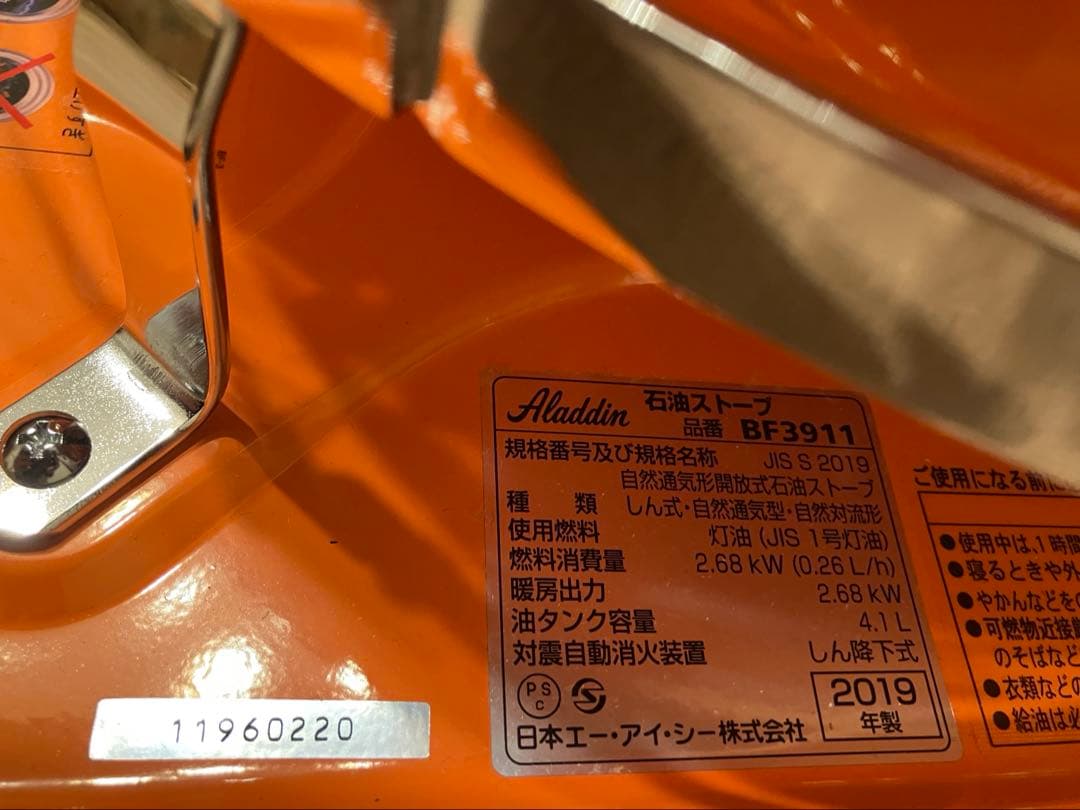 りすぎ
Aladdin 石油ストーブ
品番 BF3911
規格番号及び規格名称 JIS S 2019
自然通気形開放式石油ストーブ
種 類 しん式・自然通気型・自然対流形
使用燃料 灯油 (JIS 1号灯油)
燃料消費量 2.68 kW (0.26 L/h)
暖房出力 2.68 kW
油タンク容量 4.1 L
対震自動消火装置 しん降下式
PS C
2019
年製
日本エー・アイ・シー株式会社
11960220
ご使用になる前に
●使用中は、1時間
●寝るときや外
●やかんなどをの
●可燃物近接
のそばなど
●衣類などの
●給油は必